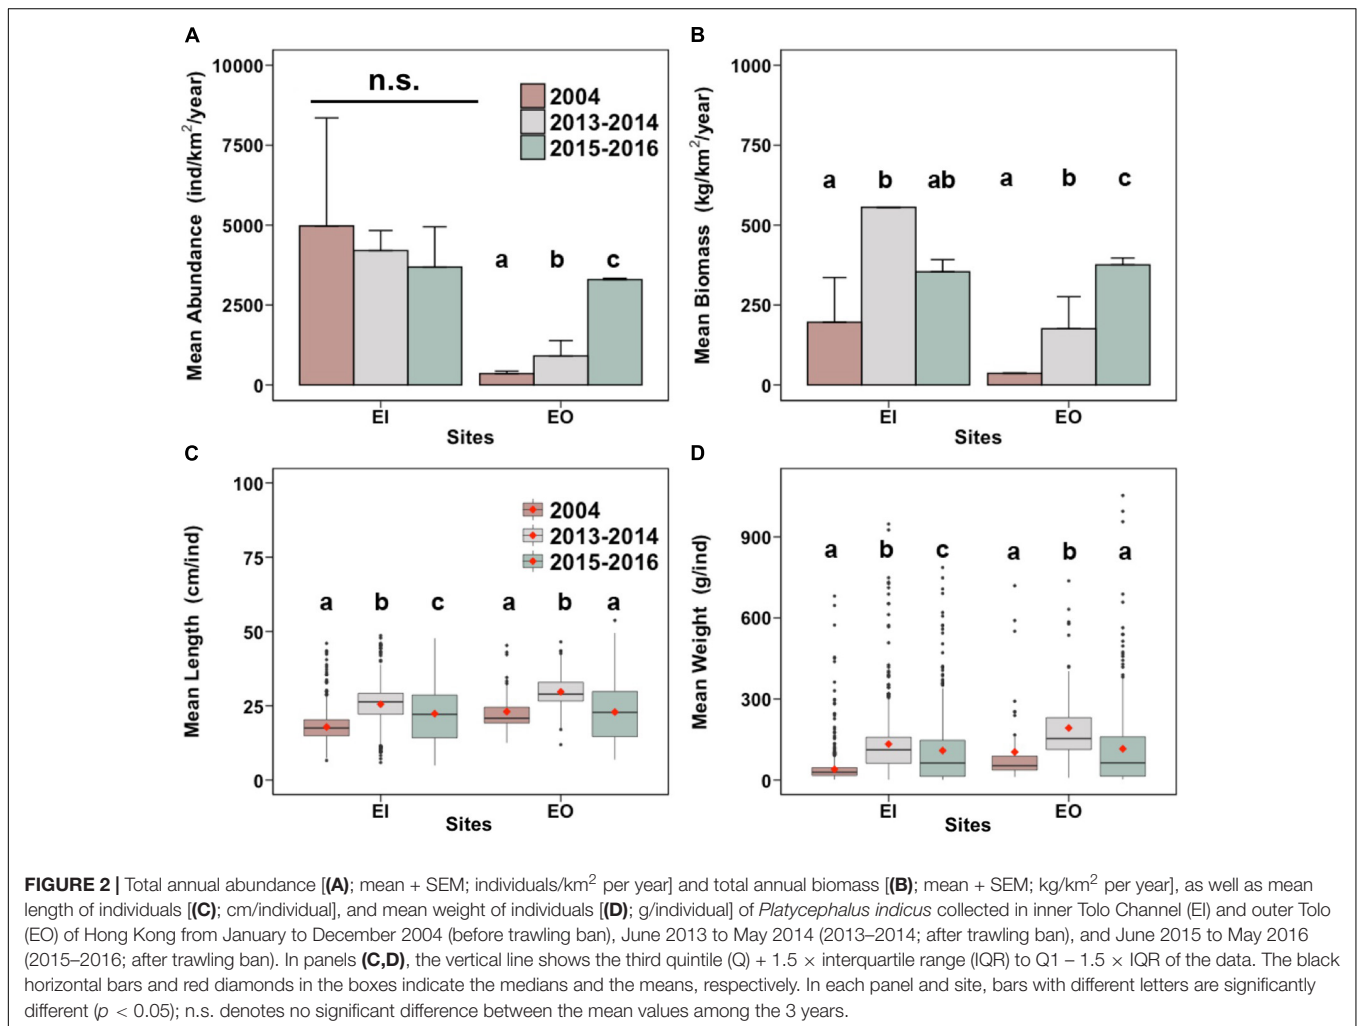 A
Mean Abundance (ind/km²/year)
10000
7500
5000
2500
0
n.s.
2004
2013-2014
2015-2016
a b c
EI EO
Sites
B
Mean Biomass (kg/km²/year)
1000
750
500
250
0
a b ab a b c
EI EO
Sites
C
Mean Length (cm/ind)
100
75
50
25
0
2004
2013-2014
2015-2016
a b c a b a
EI EO
Sites
D
Mean Weight (g/ind)
900
600
300
0
a b c a b a
EI EO
Sites
FIGURE 2 | Total annual abundance [(A); mean + SEM; individuals/km² per year] and total annual biomass [(B); mean + SEM; kg/km² per year], as well as mean
length of individuals [(C); cm/individual], and mean weight of individuals [(D); g/individual] of Platycephalus indicus collected in inner Tolo Channel (EI) and outer Tolo
(EO) of Hong Kong from January to December 2004 (before trawling ban), June 2013 to May 2014 (2013–2014; after trawling ban), and June 2015 to May 2016
(2015–2016; after trawling ban). In panels (C,D), the vertical line shows the third quintile (Q) + 1.5 × interquartile range (IQR) to Q1 – 1.5 × IQR of the data. The black
horizontal bars and red diamonds in the boxes indicate the medians and the means, respectively. In each panel and site, bars with different letters are significantly
different (p < 0.05); n.s. denotes no significant difference between the mean values among the 3 years.